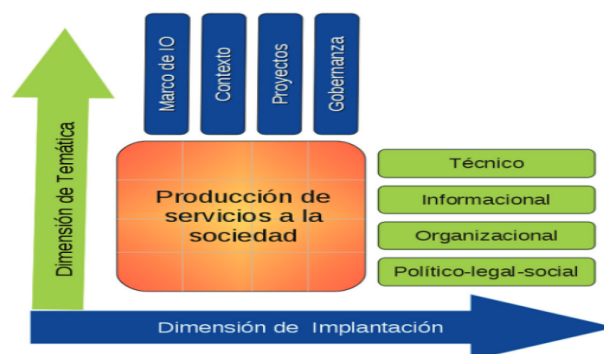 Marco de IO
Contexto
Proyectos
Gobernanza
Dimensión de Temática
Producción de
servicios a la
sociedad
Técnico
Informacional
Organizacional
Político-legal-social
Dimensión de Implantación